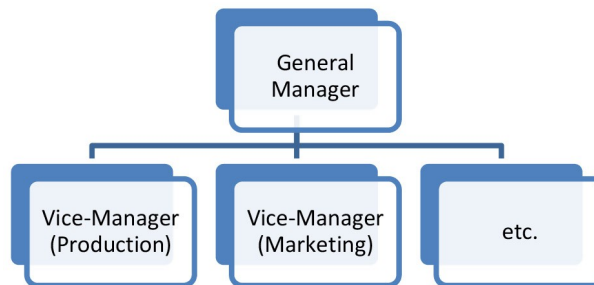 General
Manager
Vice-Manager
(Production)
Vice-Manager
(Marketing)
etc.